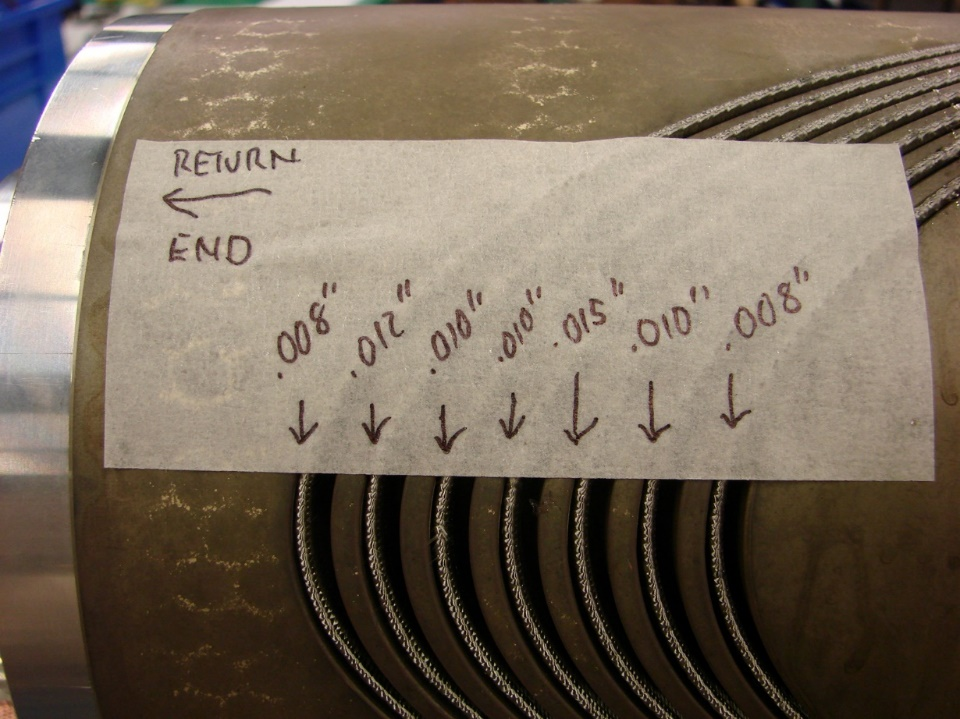 RETURN
←
END
.008" .012" .010" .010" .015" .010" .008"
↓ ↓ ↓ ↓ ↓ ↓ ↓